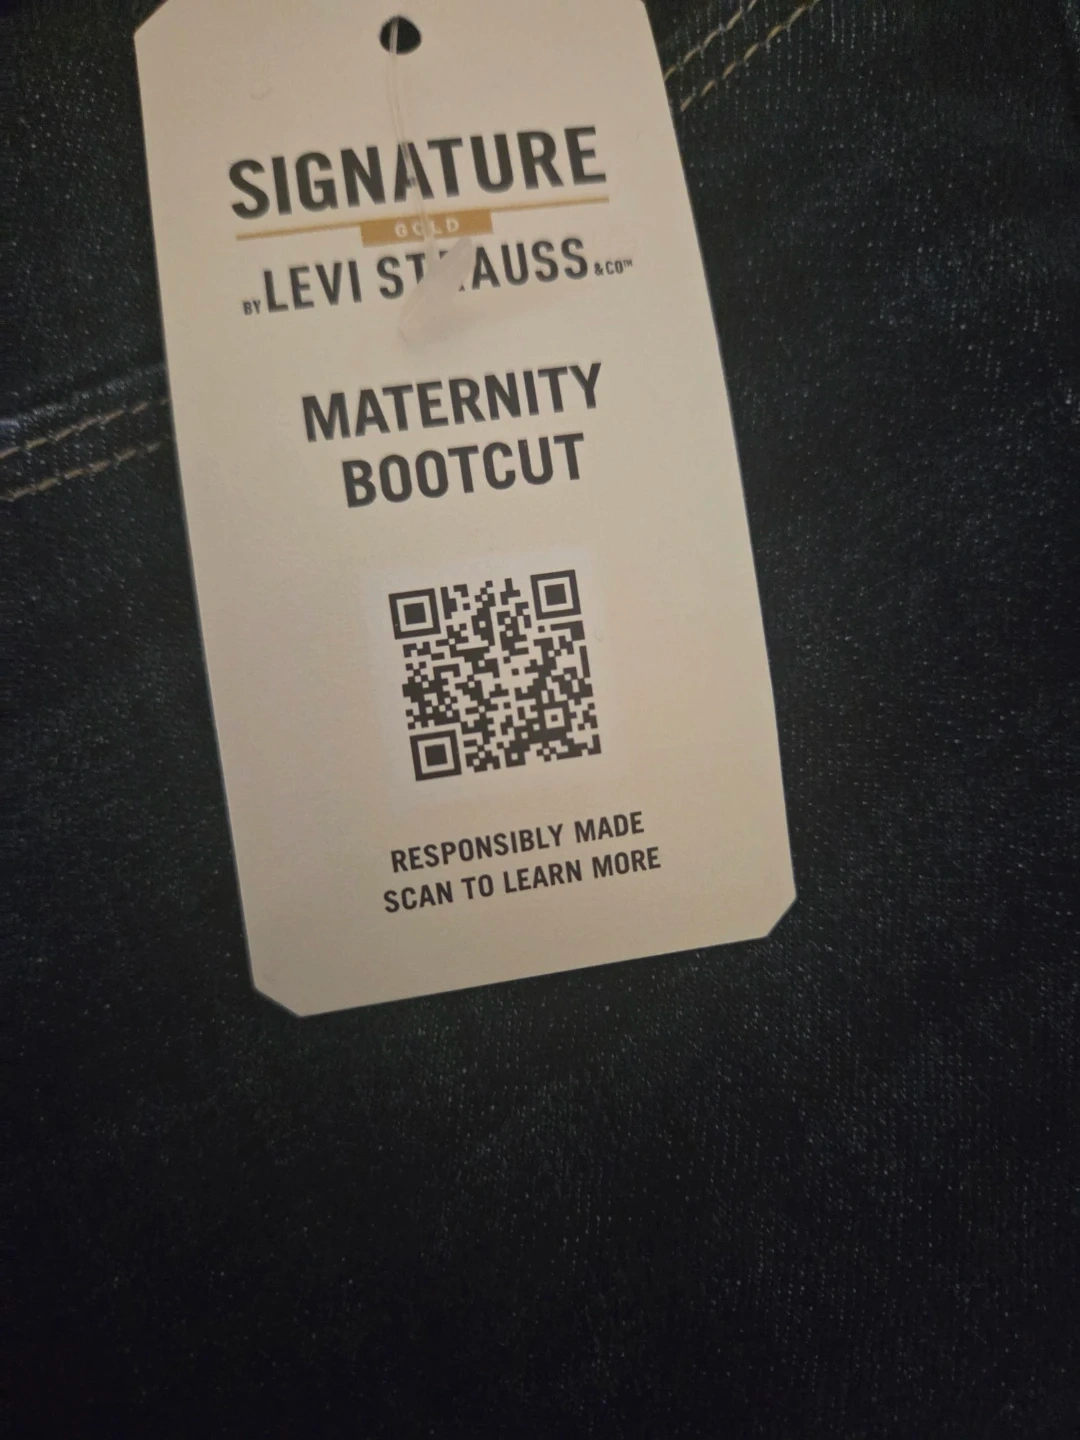 SIGNATURE
GOLD
BY LEVI STRAUSS & CO™
MATERNITY
BOOTCUT
RESPONSIBLY MADE
SCAN TO LEARN MORE